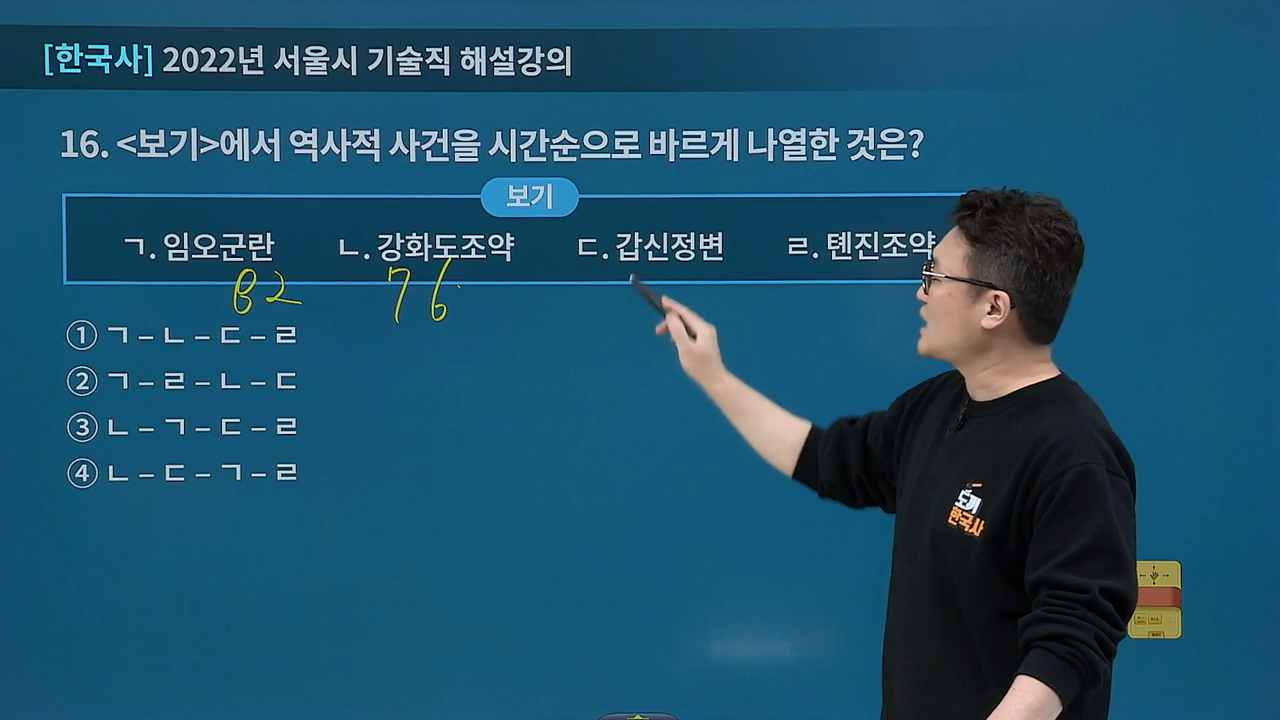 [한국사] 2022년 서울시 기술직 해설강의
16. <보기>에서 역사적 사건을 시간순으로 바르게 나열한 것은?
보기
ㄱ. 임오군란 ㄴ. 강화도조약 ㄷ. 갑신정변 ㄹ. 톈진조약
82 76
① ㄱ – ㄴ – ㄷ – ㄹ
② ㄱ – ㄹ – ㄴ – ㄷ
③ ㄴ – ㄱ – ㄷ – ㄹ
④ ㄴ – ㄷ – ㄱ – ㄹ
한국사